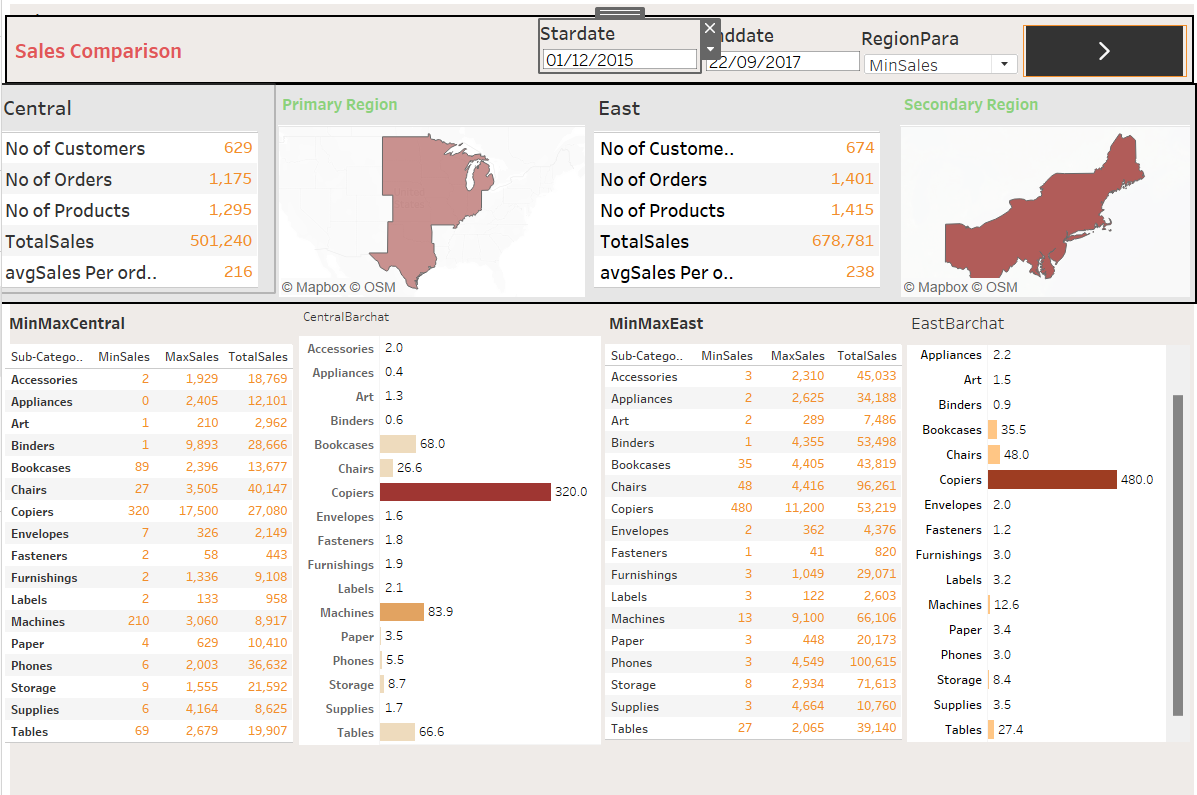 Sales Comparison
Stardate
01/12/2015
nddate
22/09/2017
RegionPara
MinSales
Central
No of Customers 629
No of Orders 1,175
No of Products 1,295
TotalSales 501,240
avgSales Per ord.. 216
Primary Region
© Mapbox © OSM
East
No of Custome.. 674
No of Orders 1,401
No of Products 1,415
TotalSales 678,781
avgSales Per o.. 238
Secondary Region
© Mapbox © OSM
MinMaxCentral
Sub-Catego.. MinSales MaxSales TotalSales
Accessories 2 1,929 18,769
Appliances 0 2,405 12,101
Art 1 210 2,962
Binders 1 9,893 28,666
Bookcases 89 2,396 13,677
Chairs 27 3,505 40,147
Copiers 320 17,500 27,080
Envelopes 7 326 2,149
Fasteners 2 58 443
Furnishings 2 1,336 9,108
Labels 2 133 958
Machines 210 3,060 8,917
Paper 4 629 10,410
Phones 6 2,003 36,632
Storage 9 1,555 21,592
Supplies 6 4,164 8,625
Tables 69 2,679 19,907
CentralBarchat
Accessories 2.0
Appliances 0.4
Art 1.3
Binders 0.6
Bookcases 68.0
Chairs 26.6
Copiers 320.0
Envelopes 1.6
Fasteners 1.8
Furnishings 1.9
Labels 2.1
Machines 83.9
Paper 3.5
Phones 5.5
Storage 8.7
Supplies 1.7
Tables 66.6
MinMaxEast
Sub-Catego.. MinSales MaxSales TotalSales
Accessories 3 2,310 45,033
Appliances 2 2,625 34,188
Art 2 289 7,486
Binders 1 4,355 53,498
Bookcases 35 4,405 43,819
Chairs 48 4,416 96,261
Copiers 480 11,200 53,219
Envelopes 2 362 4,376
Fasteners 1 41 820
Furnishings 3 1,049 29,071
Labels 3 122 2,603
Machines 13 9,100 66,106
Paper 3 448 20,173
Phones 3 4,549 100,615
Storage 8 2,934 71,613
Supplies 3 4,664 10,760
Tables 27 2,065 39,140
EastBarchat
Appliances 2.2
Art 1.5
Binders 0.9
Bookcases 35.5
Chairs 48.0
Copiers 480.0
Envelopes 2.0
Fasteners 1.2
Furnishings 3.0
Labels 3.2
Machines 12.6
Paper 3.4
Phones 3.0
Storage 8.4
Supplies 3.5
Tables 27.4